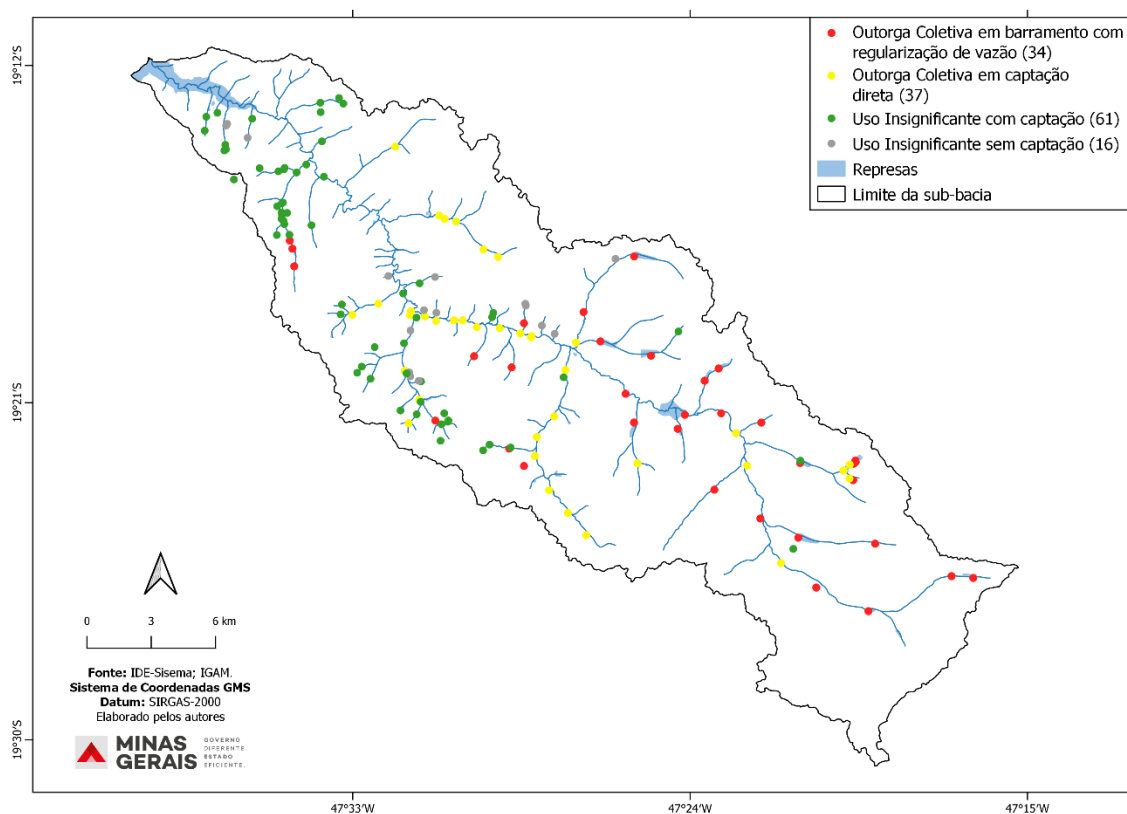 Outorga Coletiva em barramento com
regularização de vazão (34)
Outorga Coletiva em captação
direta (37)
Uso Insignificante com captação (61)
Uso Insignificante sem captação (16)
Represas
Limite da sub-bacia
19°12'S
19°21'S
19°30'S
0 3 6 km
Fonte: IDE-Sisema; IGAM.
Sistema de Coordenadas GMS
Datum: SIRGAS-2000
Elaborado pelos autores
MINAS
GERAIS
GOVERNO
DIFERENTE.
ESTADO
EFICIENTE.
47°33'W 47°24'W 47°15'W